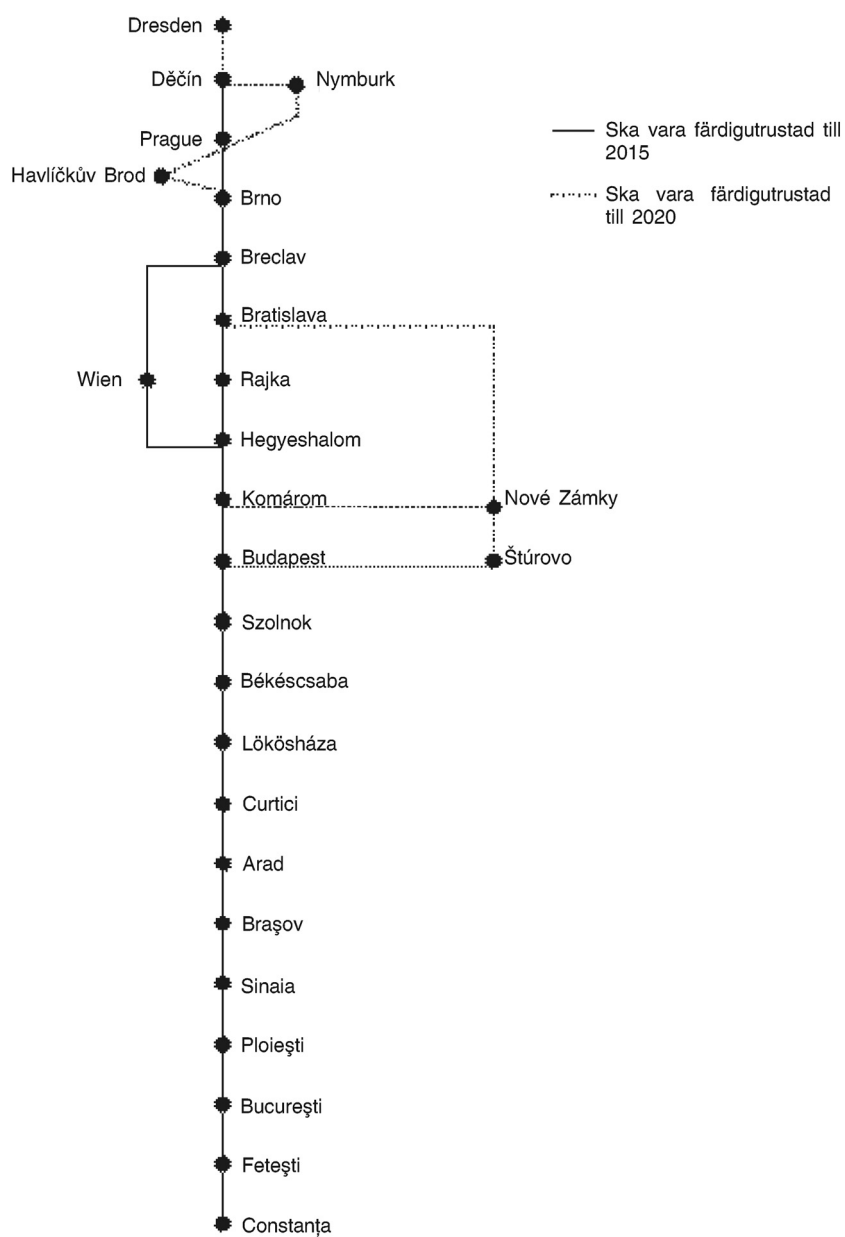 Dresden
Děčín
Nymburk
Prague
Ska vara färdigutrustad till
2015
Havlíčkův Brod
Ska vara färdigutrustad
till 2020
Brno
Breclav
Bratislava
Wien
Rajka
Hegyeshalom
Komárom
Nové Zámky
Budapest
Štúrovo
Szolnok
Békéscsaba
Lökösháza
Curtici
Arad
Braşov
Sinaia
Ploieşti
Bucureşti
Feteşti
Constanţa